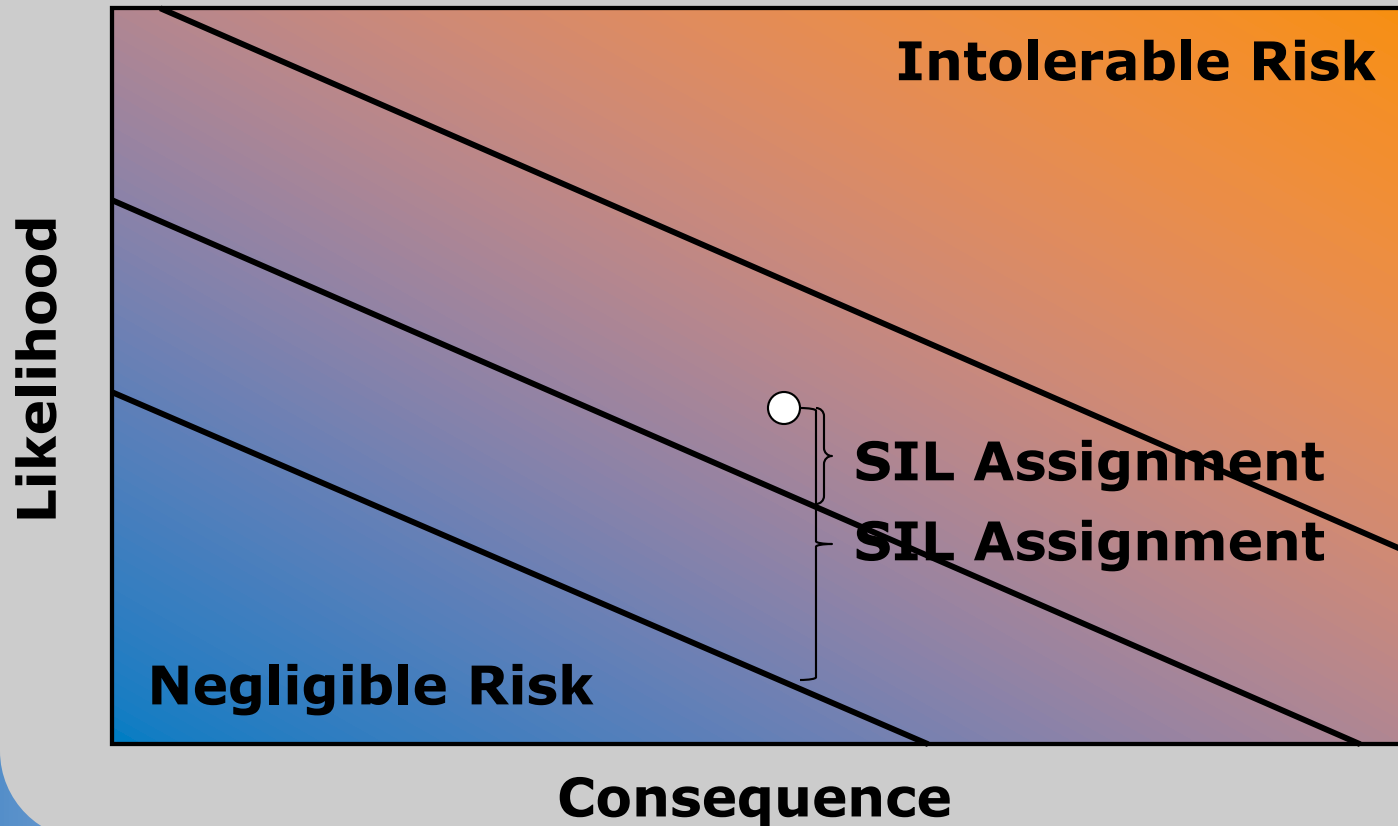 Intolerable Risk
Likelihood
SIL Assignment
SIL Assignment
Negligible Risk
Consequence